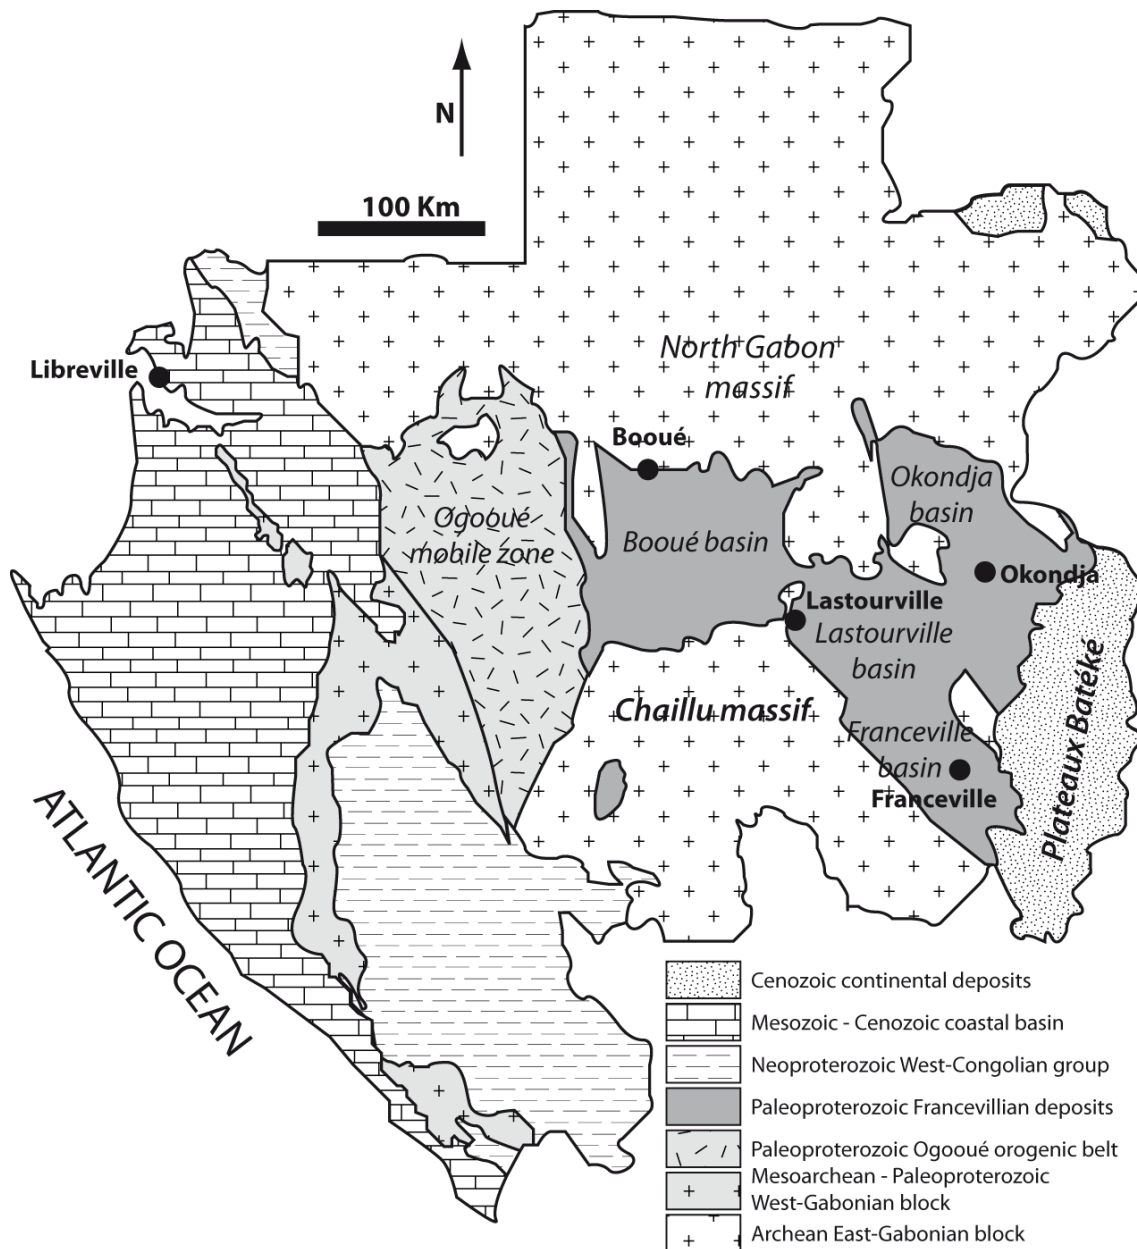 N
100 Km
North Gabon
massif
Libreville
Booué
Okondja
basin
Ogooué
mobile zone
Booué basin
Okondja
Lastourville
Lastourville
basin
Chaillu massif
Franceville
basin
Franceville
Plateaux Batéké
ATLANTIC OCEAN
Cenozoic continental deposits
Mesozoic - Cenozoic coastal basin
Neoproterozoic West-Congolian group
Paleoproterozoic Francevillian deposits
Paleoproterozoic Ogooué orogenic belt
Mesoarchean - Paleoproterozoic
West-Gabonian block
Archean East-Gabonian block